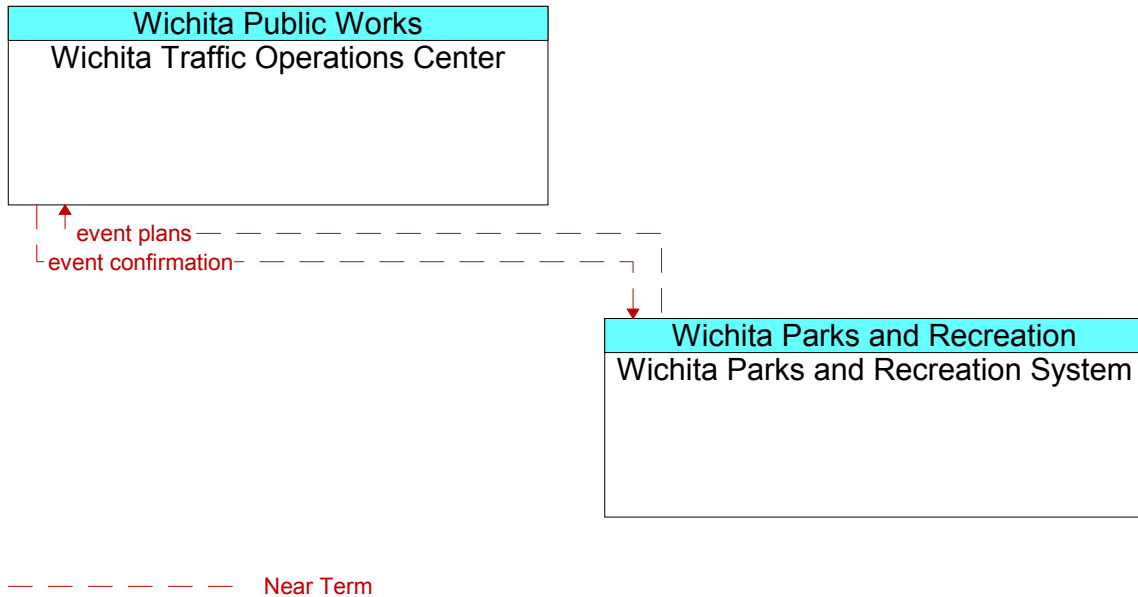 Wichita Public Works
Wichita Traffic Operations Center
event plans
event confirmation
Wichita Parks and Recreation
Wichita Parks and Recreation System
Near Term